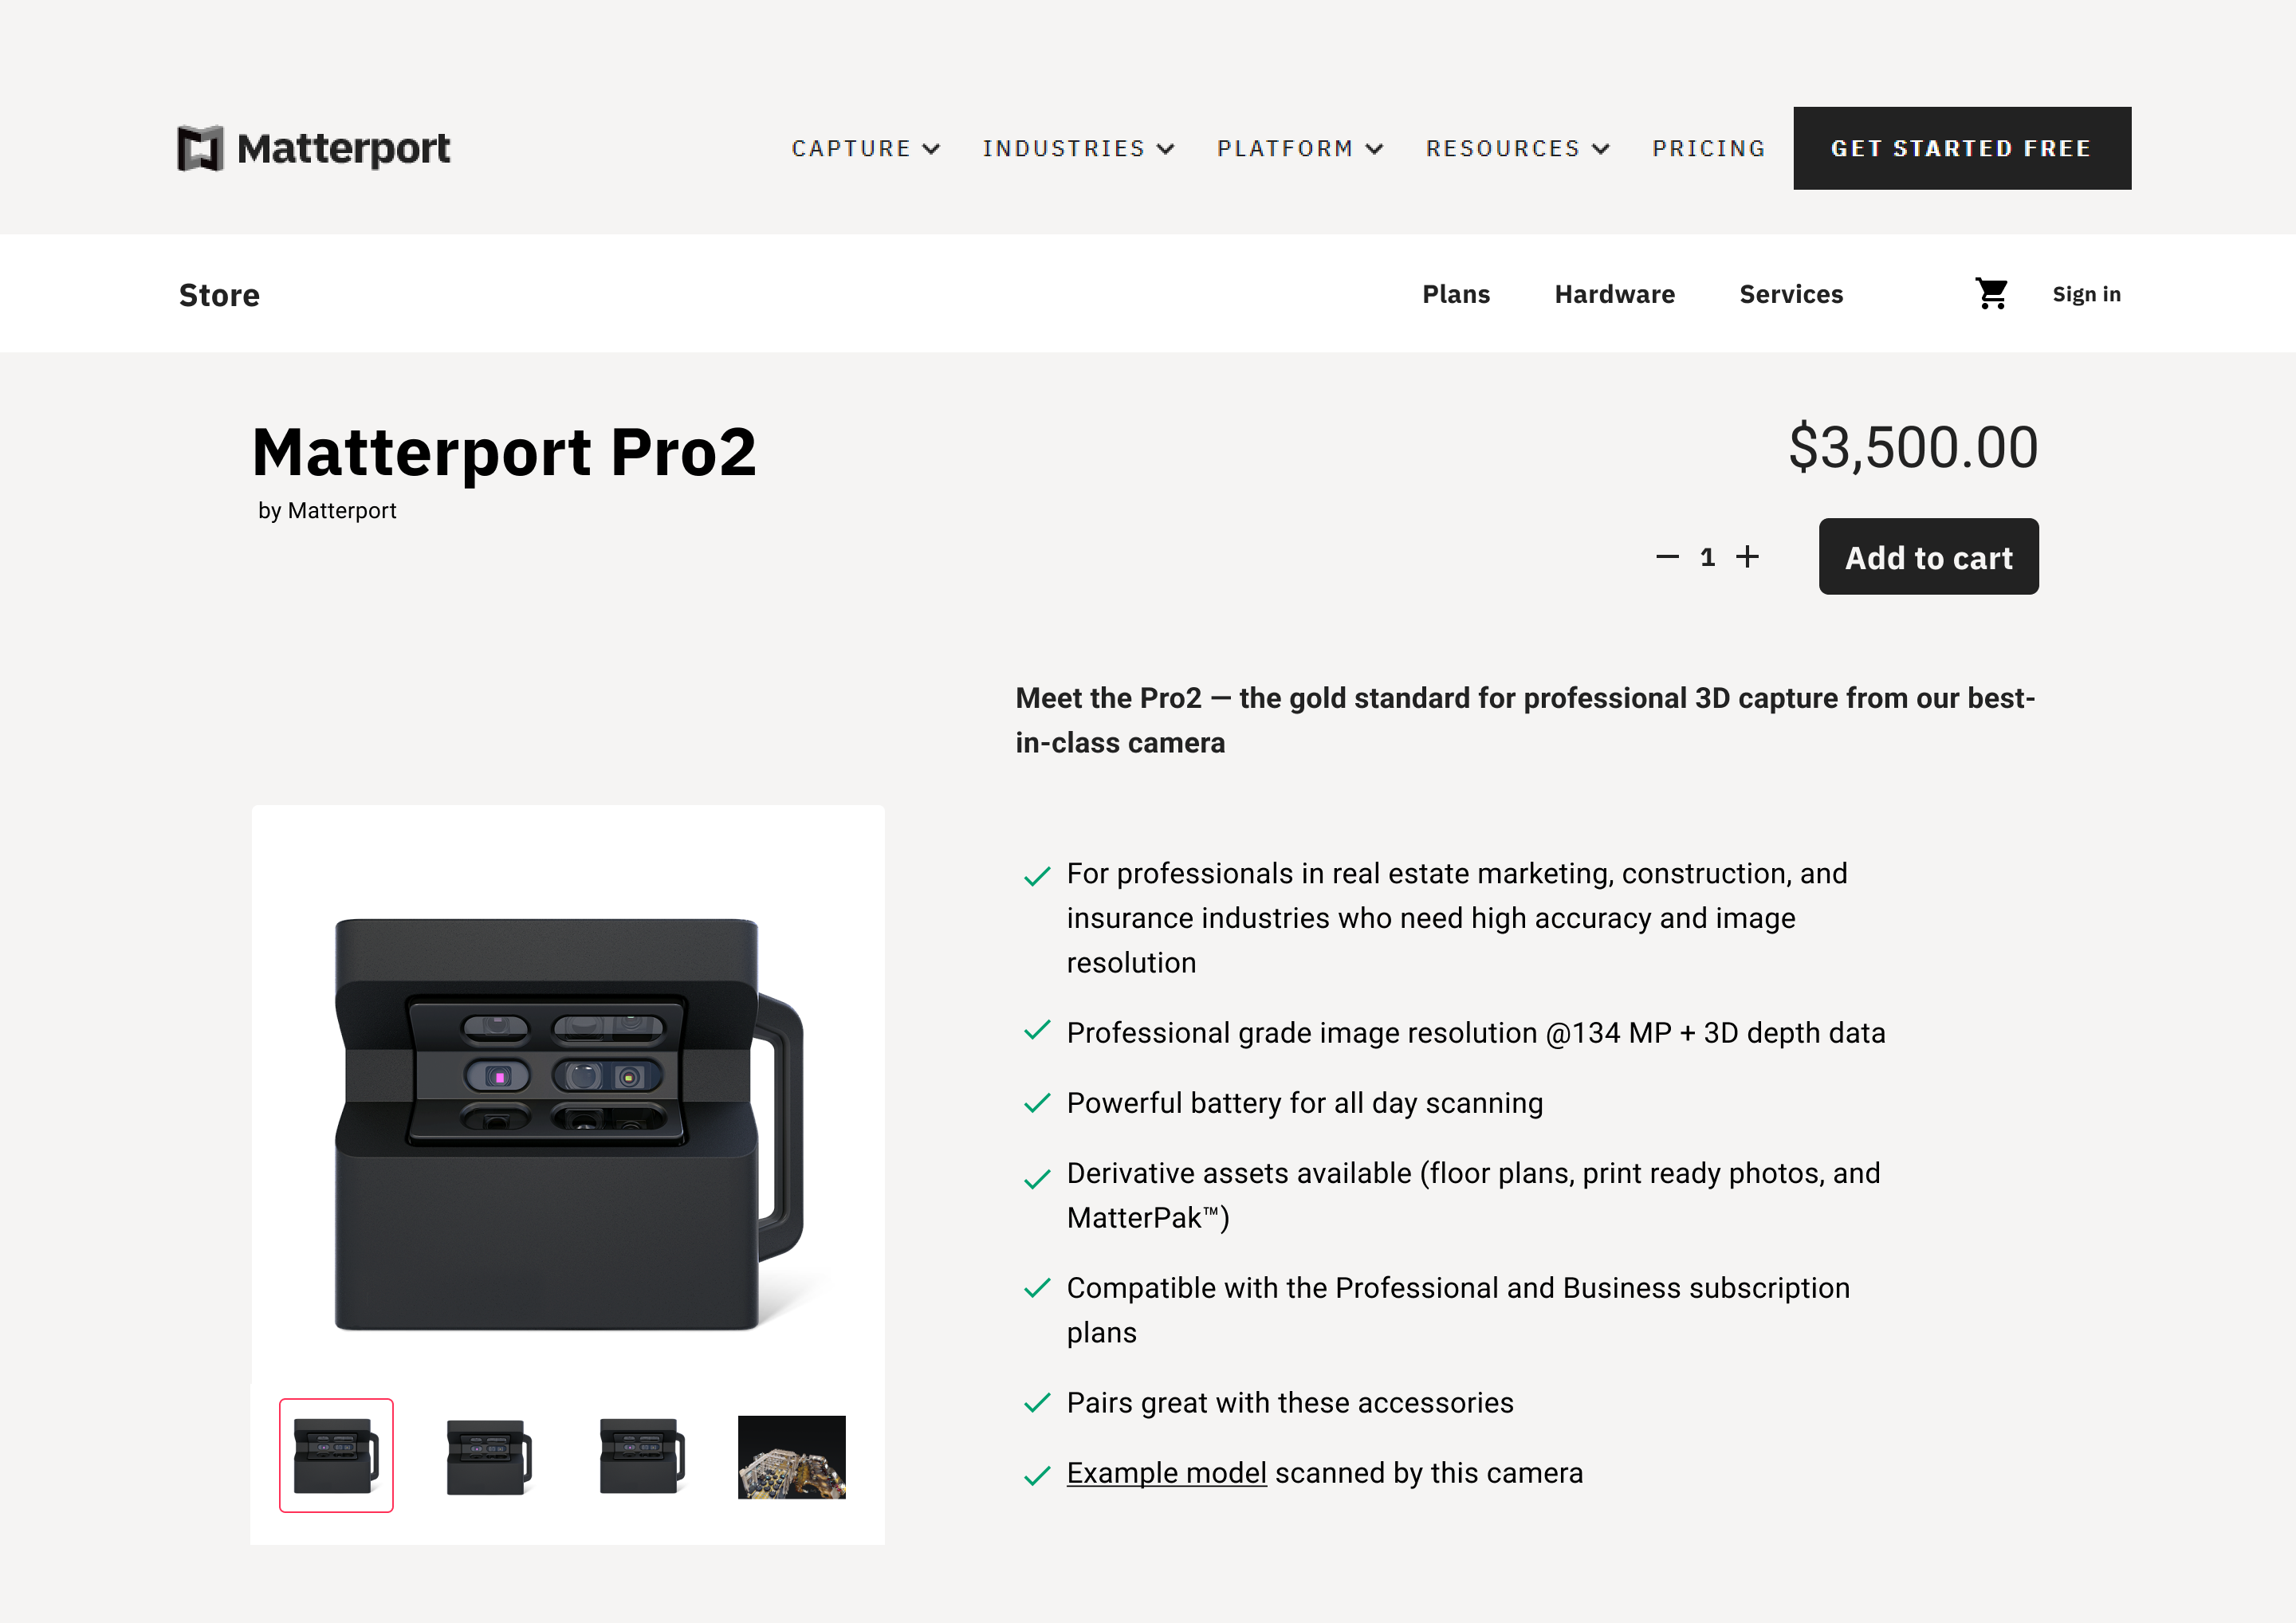 Matterport
CAPTURE
INDUSTRIES
PLATFORM
RESOURCES
PRICING
GET STARTED FREE
Store
Plans
Hardware
Services
Sign in
Matterport Pro2
by Matterport
$3,500.00
1
Add to cart
Meet the Pro2 — the gold standard for professional 3D capture from our best-
in-class camera
For professionals in real estate marketing, construction, and
insurance industries who need high accuracy and image
resolution
Professional grade image resolution @134 MP + 3D depth data
Powerful battery for all day scanning
Derivative assets available (floor plans, print ready photos, and
MatterPak™)
Compatible with the Professional and Business subscription
plans
Pairs great with these accessories
Example model scanned by this camera